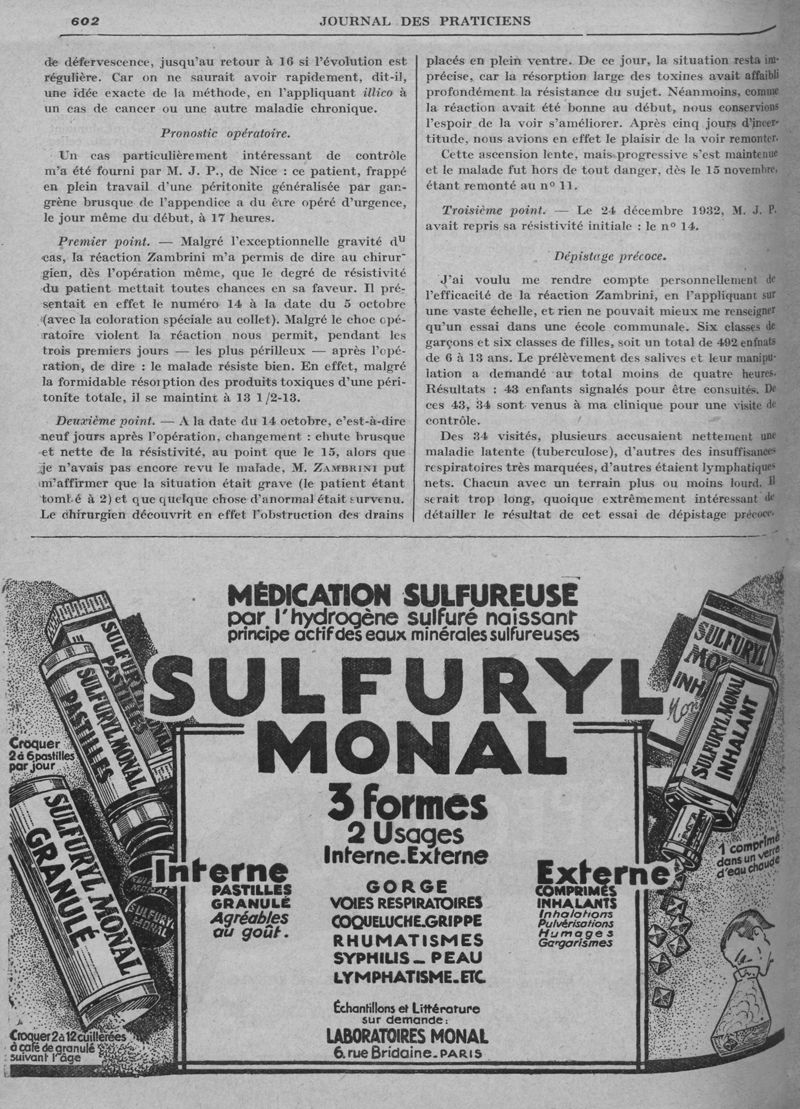 602
JOURNAL DES PRATICIENS
de défervescence, jusqu'au retour à 16 si l'évolution est
régulière. Car on ne saurait avoir rapidement, dit-il,
une idée exacte de la méthode, en l'appliquant illico à
un cas de cancer ou une autre maladie chronique.
Pronostic opératoire.
Un cas particulièrement intéressant de contrôle
m'a été fourni par M. J. P., de Nice : ce patient, frappé
en plein travail d'une péritonite généralisée par gan-
grène brusque de l'appendice a du être opéré d'urgence,
le jour même du début, à 17 heures.
Premier point. — Malgré l'exceptionnelle gravité du
cas, la réaction Zambrini m'a permis de dire au chirur-
gien, dès l'opération même, que le degré de résistivité
du patient mettait toutes chances en sa faveur. Il pré-
sentait en effet le numéro 14 à la date du 5 octobre
(avec la coloration spéciale au collet). Malgré le choc opé-
ratoire violent la réaction nous permit, pendant les
trois premiers jours — les plus périlleux — après l'opé-
ration, de dire : le malade résiste bien. En effet, malgré
la formidable résorption des produits toxiques d'une péri-
tonite totale, il se maintint à 13 1/2-13.
Deuxième point. — A la date du 14 octobre, c'est-à-dire
neuf jours après l'opération, changement : chute brusque
et nette de la résistivité, au point que le 15, alors que
je n'avais pas encore revu le malade, M. ZAMBRINI put
m'affirmer que la situation était grave (le patient étant
tombé à 2) et que quelque chose d'anormal était survenu.
Le chirurgien découvrit en effet l'obstruction des drains
placés en plein ventre. De ce jour, la situation resta im-
précise, car la résorption large des toxines avait affaibli
profondément la résistance du sujet. Néanmoins, comme
la réaction avait été bonne au début, nous conservions
l'espoir de la voir s'améliorer. Après cinq jours d'incer-
titude, nous avions en effet le plaisir de la voir remonter.
Cette ascension lente, mais progressive s'est maintenue
et le malade fut hors de tout danger, dès le 15 novembre,
étant remonté au n° 11.
Troisième point. — Le 24 décembre 1932, M. J. P.
avait repris sa résistivité initiale : le n° 14.
Dépistage précoce.
J'ai voulu me rendre compte personnellement de
l'efficacité de la réaction Zambrini, en l'appliquant sur
une vaste échelle, et rien ne pouvait mieux me renseigner
qu'un essai dans une école communale. Six classes de
garçons et six classes de filles, soit un total de 492 enfnats
de 6 à 13 ans. Le prélèvement des salives et leur manipu-
lation a demandé au total moins de quatre heures.
Résultats : 43 enfants signalés pour être consuités. De
ces 43, 34 sont venus à ma clinique pour une visite de
contrôle.
Des 34 visités, plusieurs accusaient nettement une
maladie latente (tuberculose), d'autres des insuffisances
respiratoires très marquées, d'autres étaient lymphatiques
nets. Chacun avec un terrain plus ou moins lourd. Il
serait trop long, quoique extrêmement intéressant de
détailler le résultat de cet essai de dépistage précoce.
MÉDICATION SULFUREUSE
par l'hydrogène sulfuré naissant
principe actif des eaux minérales sulfureuses
SULFURYL
MONAL
3 formes
2 Usages
Interne_Externe
GORGE
VOIES RESPIRATOIRES
COQUELUCHE_GRIPPE
RHUMATISMES
SYPHILIS_PEAU
LYMPHATISME_ETC
Échantillons et Littérature
sur demande:
LABORATOIRES MONAL
6, rue Bridaine_PARIS
Interne
PASTILLES
GRANULÉ
Agréables
au goût.
Externe
COMPRIMÉS
INHALANTS
Inhalations
Pulvérisations
Humages
Gargarismes
SULFURYL MONAL
PASTILLES
Croquer
2 à 6 pastilles
par jour
SULFURYL MONAL
GRANULÉ
SULFURYL
MONAL
Croquer 2 à 12 cuillerées
à café de granulé
suivant l'âge
SULFURYL
MO
INH
SULFURYL MONAL
INHALANT
1 comprimé
dans un verre
d'eau chaude